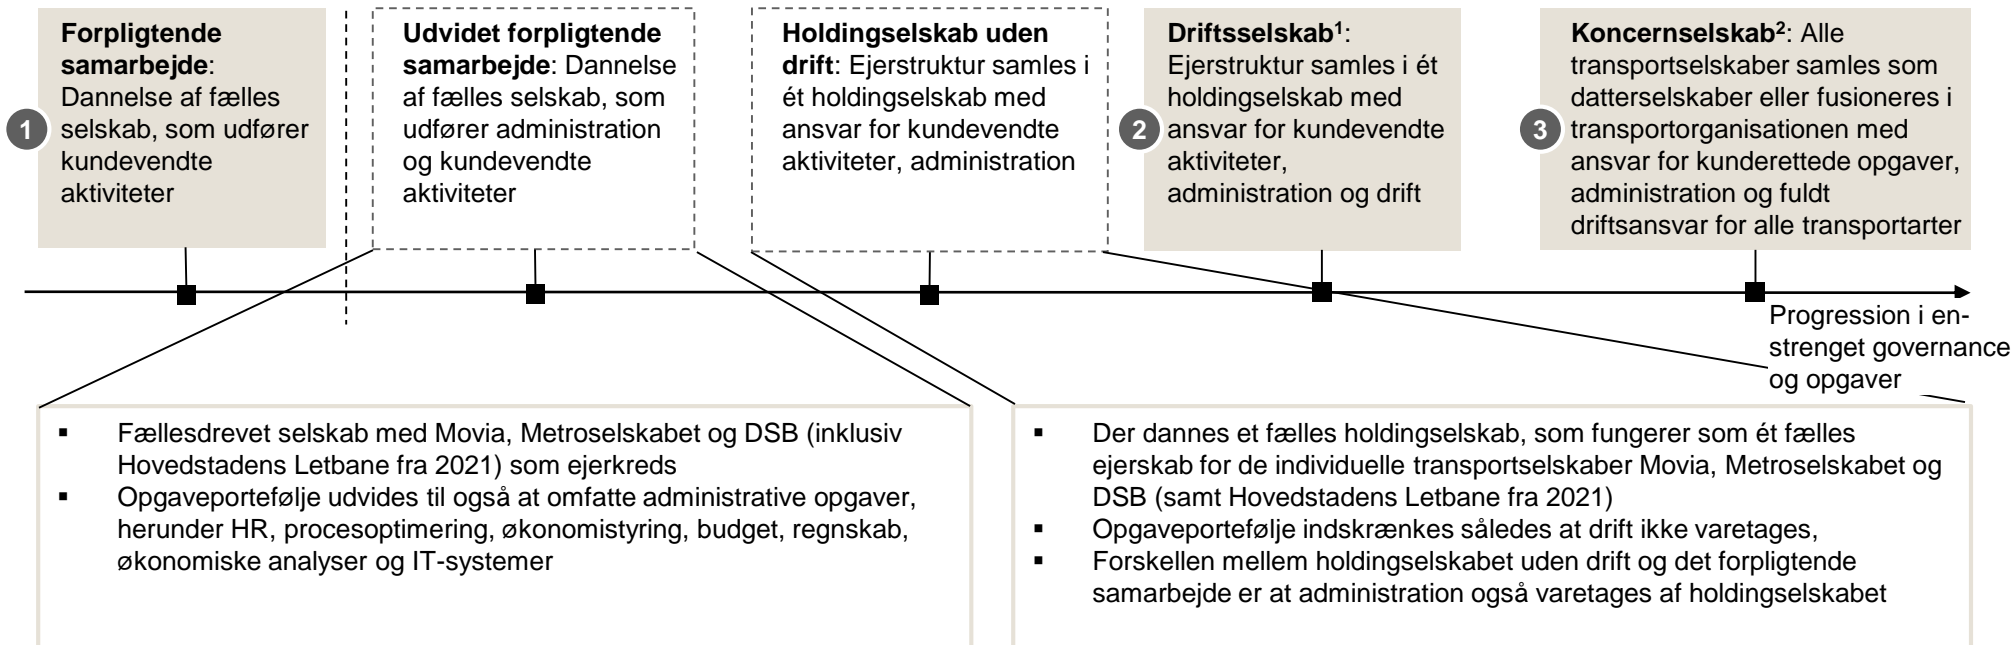 Forpligtende
samarbejde:
Dannelse af fælles
selskab, som udfører
kundevendte
aktiviteter
1
Udvidet forpligtende
samarbejde: Dannelse
af fælles selskab, som
udfører administration
og kundevendte
aktiviteter
Holdingselskab uden
drift: Ejerstruktur samles i
ét holdingselskab med
ansvar for kundevendte
aktiviteter, administration
Driftsselskab¹:
Ejerstruktur samles i ét
holdingselskab med
ansvar for kundevendte
aktiviteter,
administration og drift
2
Koncernselskab²: Alle
transportselskaber samles som
datterselskaber eller fusioneres i
transportorganisationen med
ansvar for kunderettede opgaver,
administration og fuldt
driftsansvar for alle transportarter
3
Progression i en-
strenget governance
og opgaver
▪ Fællesdrevet selskab med Movia, Metroselskabet og DSB (inklusiv
Hovedstadens Letbane fra 2021) som ejerkreds
▪ Opgaveportefølje udvides til også at omfatte administrative opgaver,
herunder HR, procesoptimering, økonomistyring, budget, regnskab,
økonomiske analyser og IT-systemer
▪ Der dannes et fælles holdingselskab, som fungerer som ét fælles
ejerskab for de individuelle transportselskaber Movia, Metroselskabet og
DSB (samt Hovedstadens Letbane fra 2021)
▪ Opgaveportefølje indskrænkes således at drift ikke varetages,
▪ Forskellen mellem holdingselskabet uden drift og det forpligtende
samarbejde er at administration også varetages af holdingselskabet